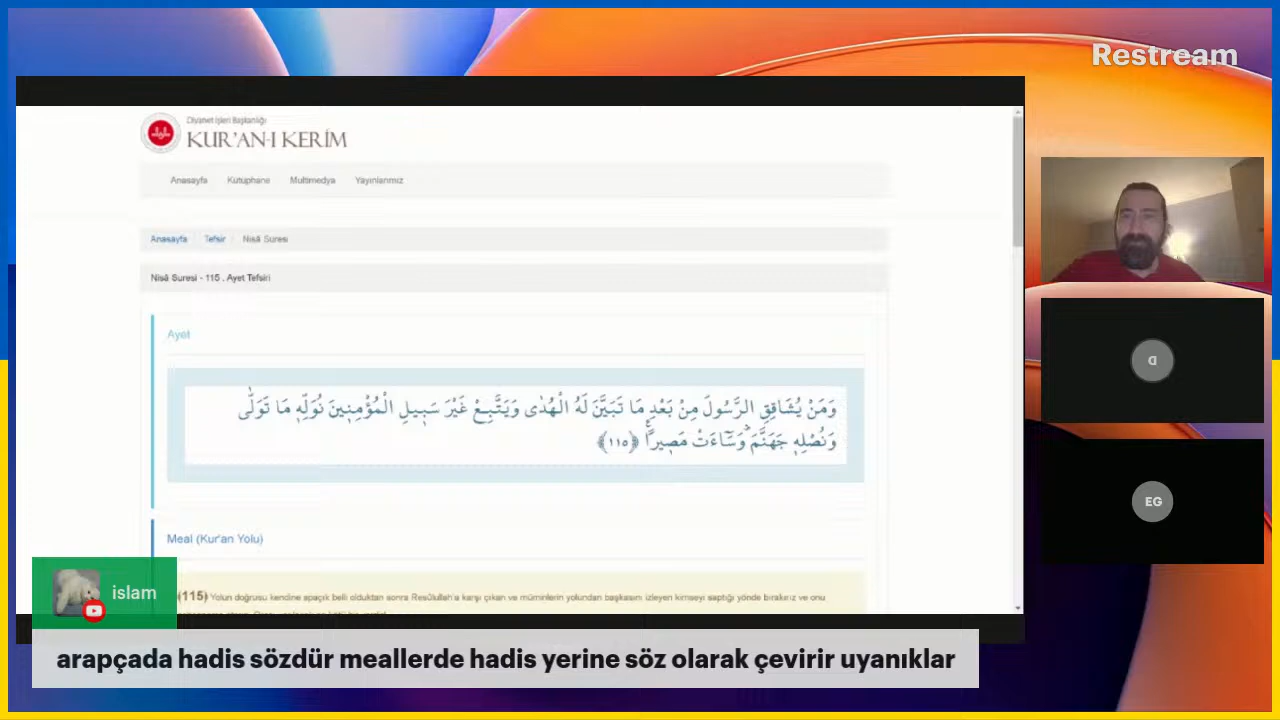 Restream
Diyanet İşleri Başkanlığı
KUR'AN-I KERİM
Anasayfa Kütüphane Multimedya Yayınlarımız
Anasayfa Tefsir Nisâ Suresi
Nisâ Suresi - 115 . Ayet Tefsiri
Ayet
وَمَنْ يُشَاقِقِ الرَّسُولَ مِنْ بَعْدِ مَا تَبَيَّنَ لَهُ الْهُدٰى وَيَتَّبِعْ غَيْرَ سَب۪يلِ الْمُؤْمِن۪ينَ نُوَلِّه۪ مَا تَوَلّٰى
وَنُصْلِه۪ جَهَنَّمَۜ وَسَٓاءَتْ مَص۪يراً۟ ﴿١١٥﴾
Meal (Kur'an Yolu)
(115) Yolun doğrusu kendine apaçık belli olduktan sonra Resûlullah'a karşı çıkan ve müminlerin yolundan başkasını izleyen kimseyi saptığı yönde bırakırız ve onu
islam
arapçada hadis sözdür meallerde hadis yerine söz olarak çevirir uyanıklar
a
EG